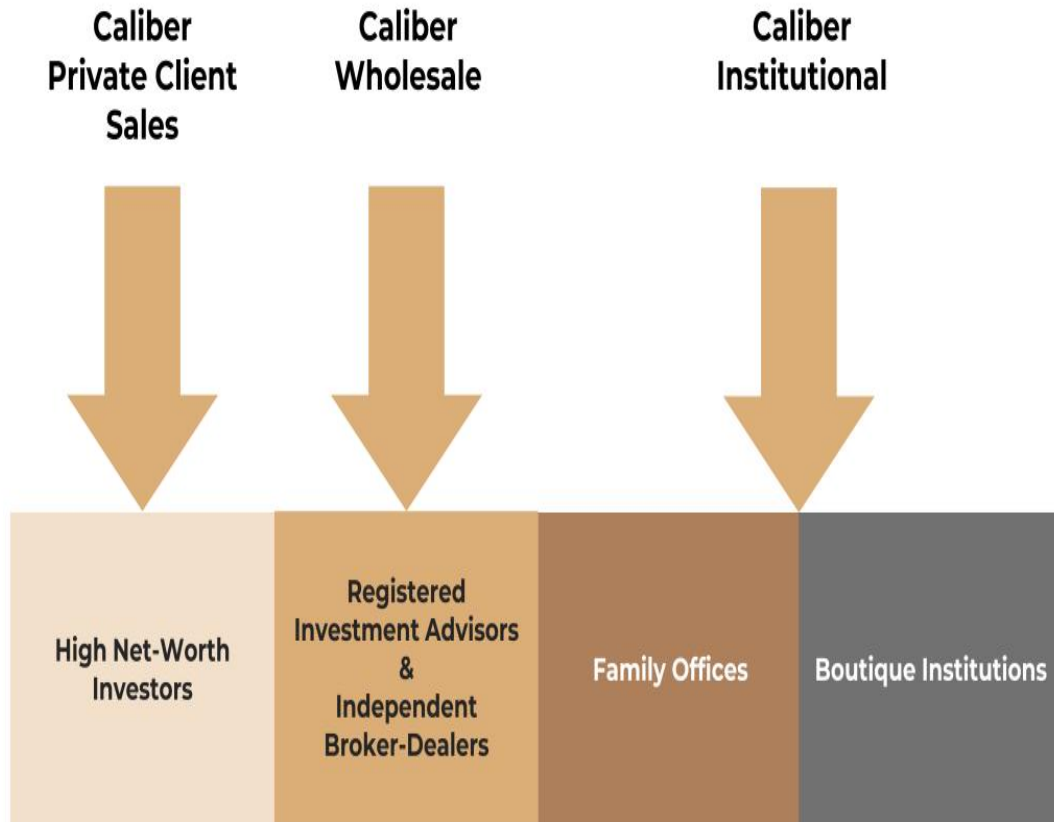 Caliber
Private Client
Sales
Caliber
Wholesale
Caliber
Institutional
High Net-Worth
Investors
Registered
Investment Advisors
&
Independent
Broker-Dealers
Family Offices
Boutique Institutions